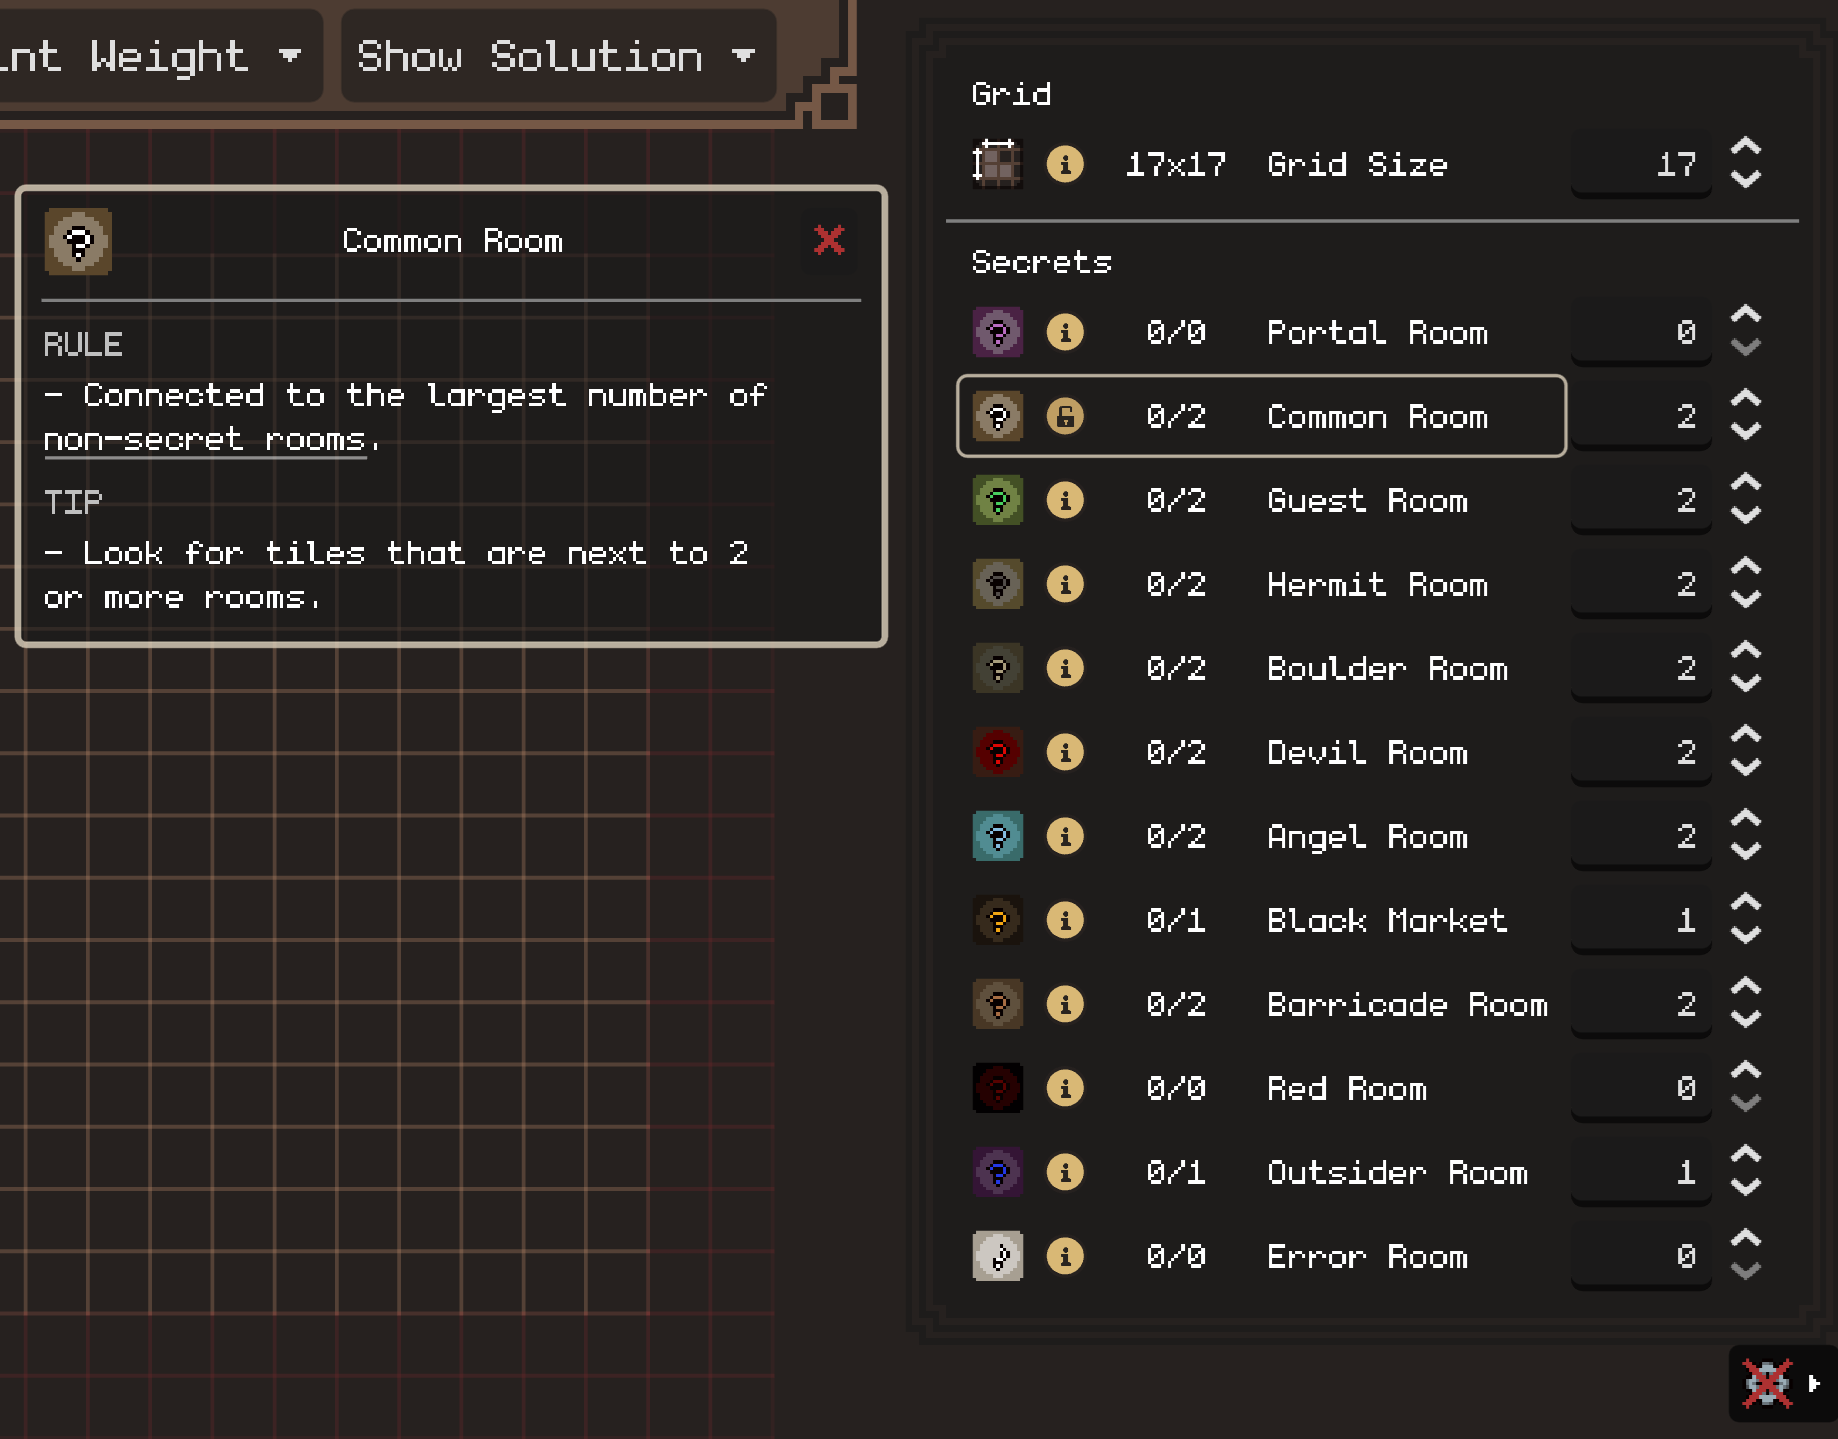 Weight
Show Solution
Common Room
RULE
- Connected to the largest number of
non-secret rooms.
TIP
- Look for tiles that are next to 2
or more rooms.
Grid
17x17 Grid Size 17
Secrets
0/0 Portal Room 0
0/2 Common Room 2
0/2 Guest Room 2
0/2 Hermit Room 2
0/2 Boulder Room 2
0/2 Devil Room 2
0/2 Angel Room 2
0/1 Black Market 1
0/2 Barricade Room 2
0/0 Red Room 0
0/1 Outsider Room 1
0/0 Error Room 0